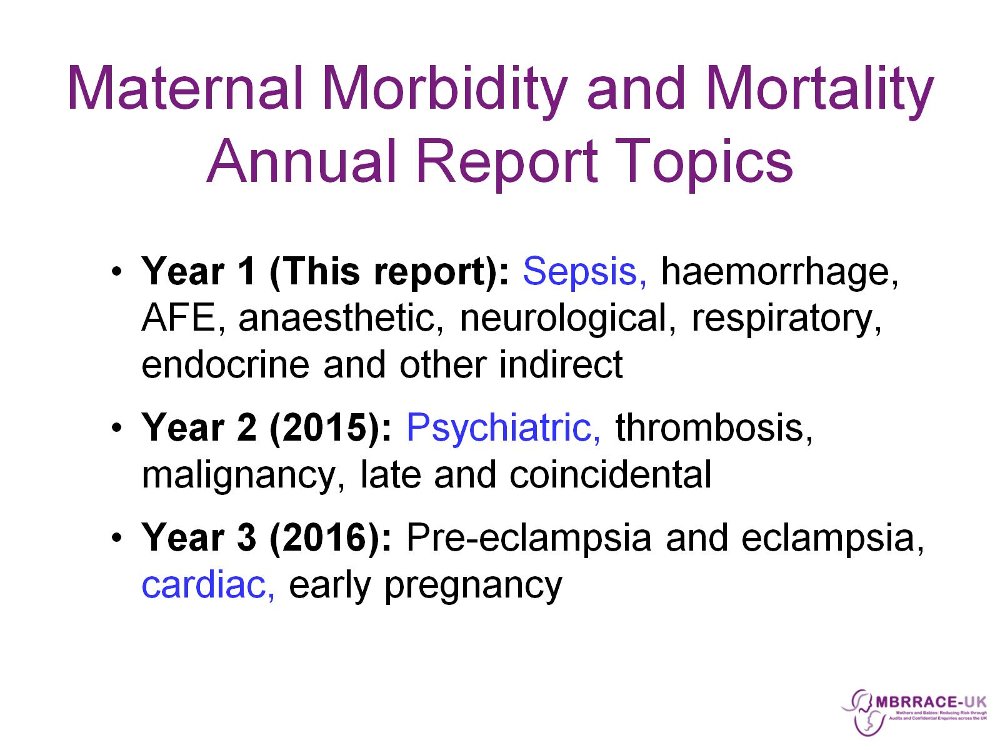 Maternal Morbidity and Mortality
Annual Report Topics
• Year 1 (This report): Sepsis, haemorrhage,
AFE, anaesthetic, neurological, respiratory,
endocrine and other indirect
• Year 2 (2015): Psychiatric, thrombosis,
malignancy, late and coincidental
• Year 3 (2016): Pre-eclampsia and eclampsia,
cardiac, early pregnancy
MBRRACE-UK
Mothers and Babies: Reducing Risk through
Audits and Confidential Enquiries across the UK